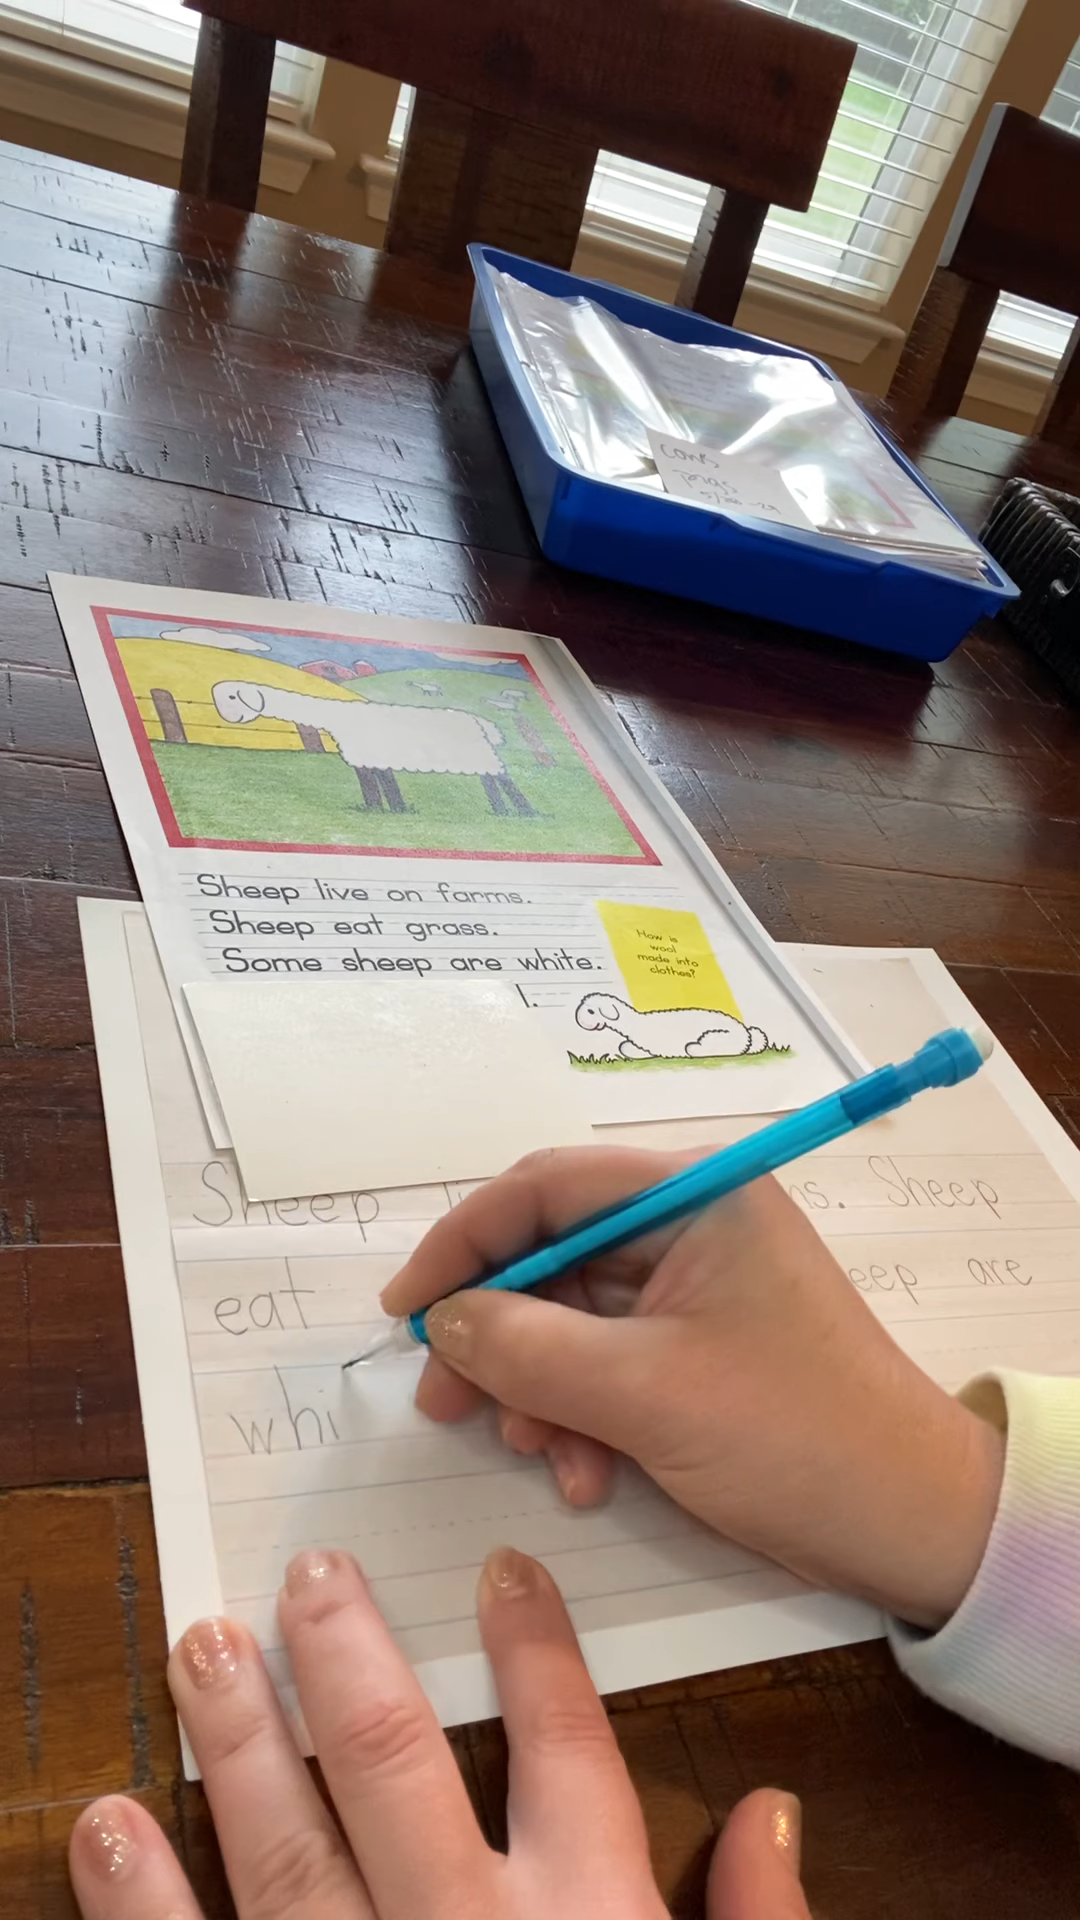 Sheep live on farms.
Sheep eat grass.
Some sheep are white.
l.
How is
wool
made into
clothes?
Sheep li ns. Sheep
eat eep are
whi